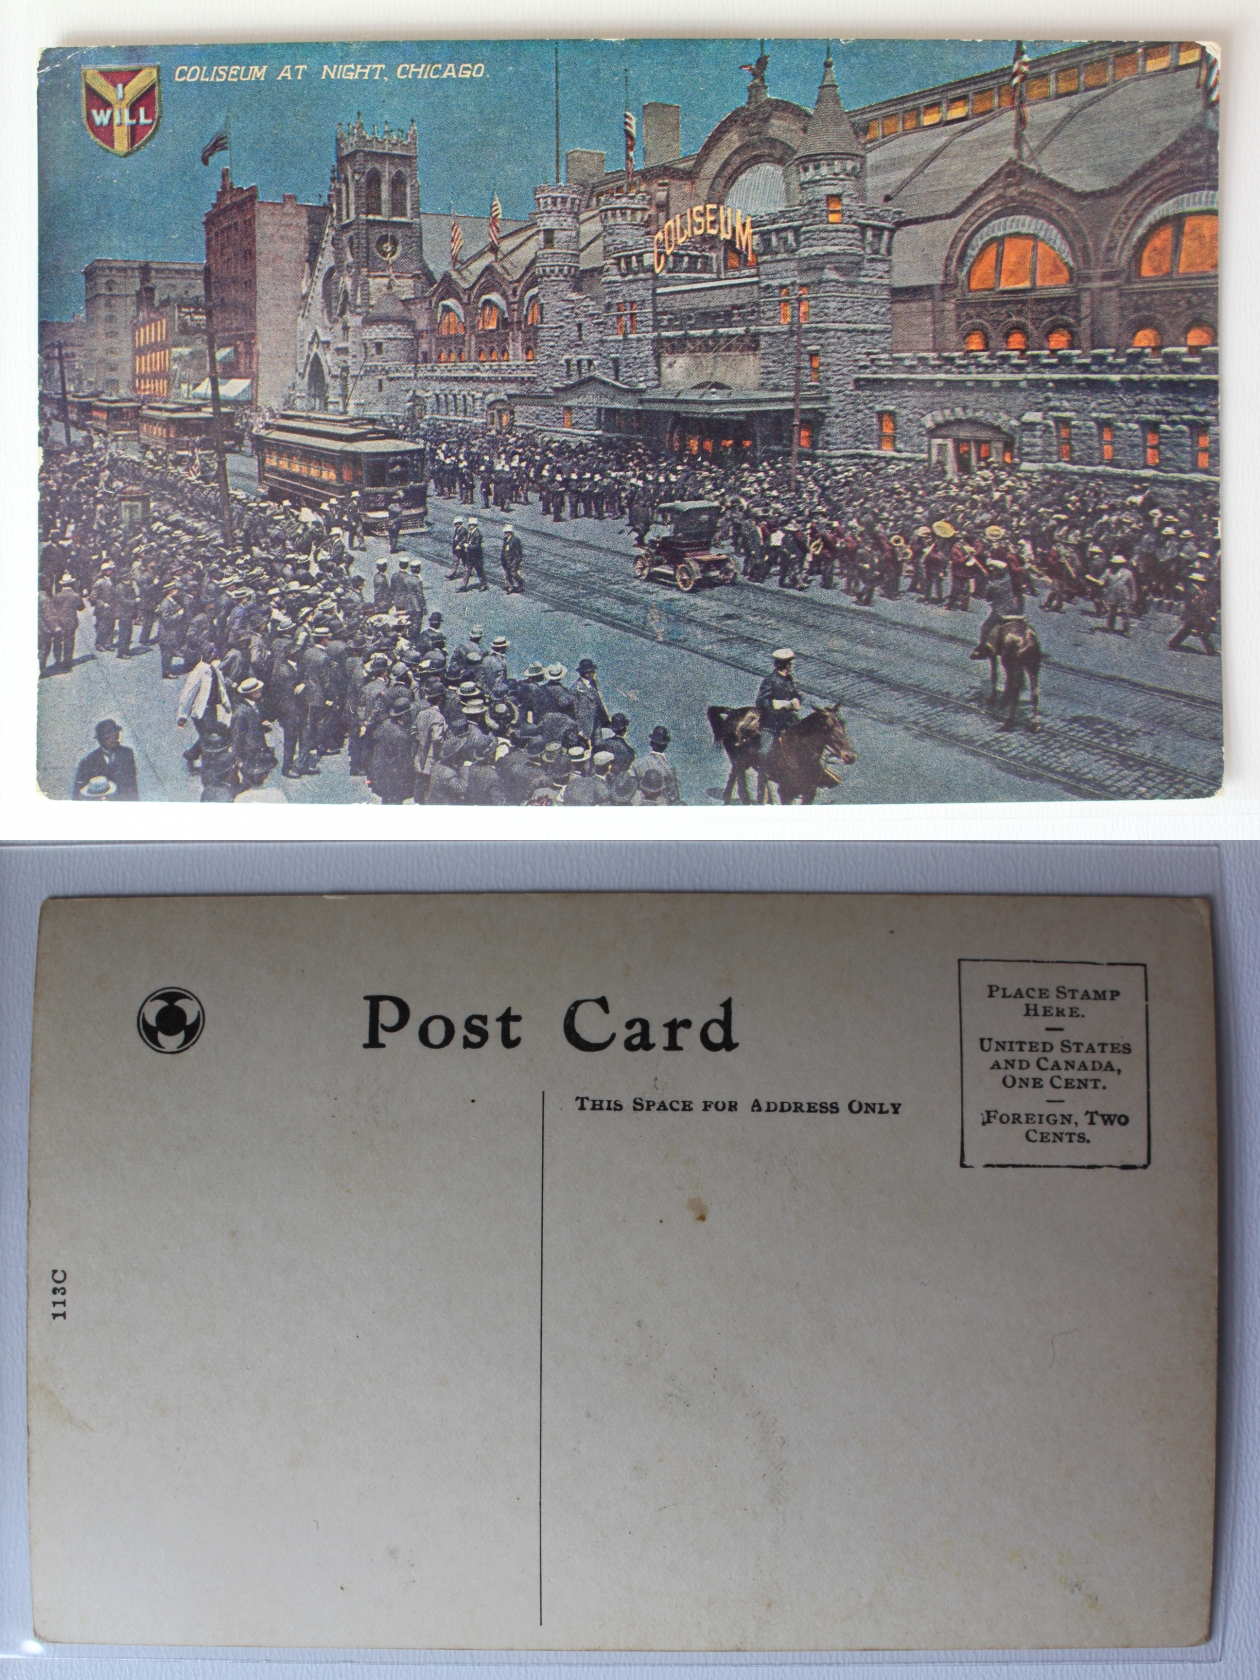 I
WILL
COLISEUM AT NIGHT, CHICAGO.
COLISEUM
Post Card
THIS SPACE FOR ADDRESS ONLY
PLACE STAMP
HERE.
UNITED STATES
AND CANADA,
ONE CENT.
FOREIGN, TWO
CENTS.
113C